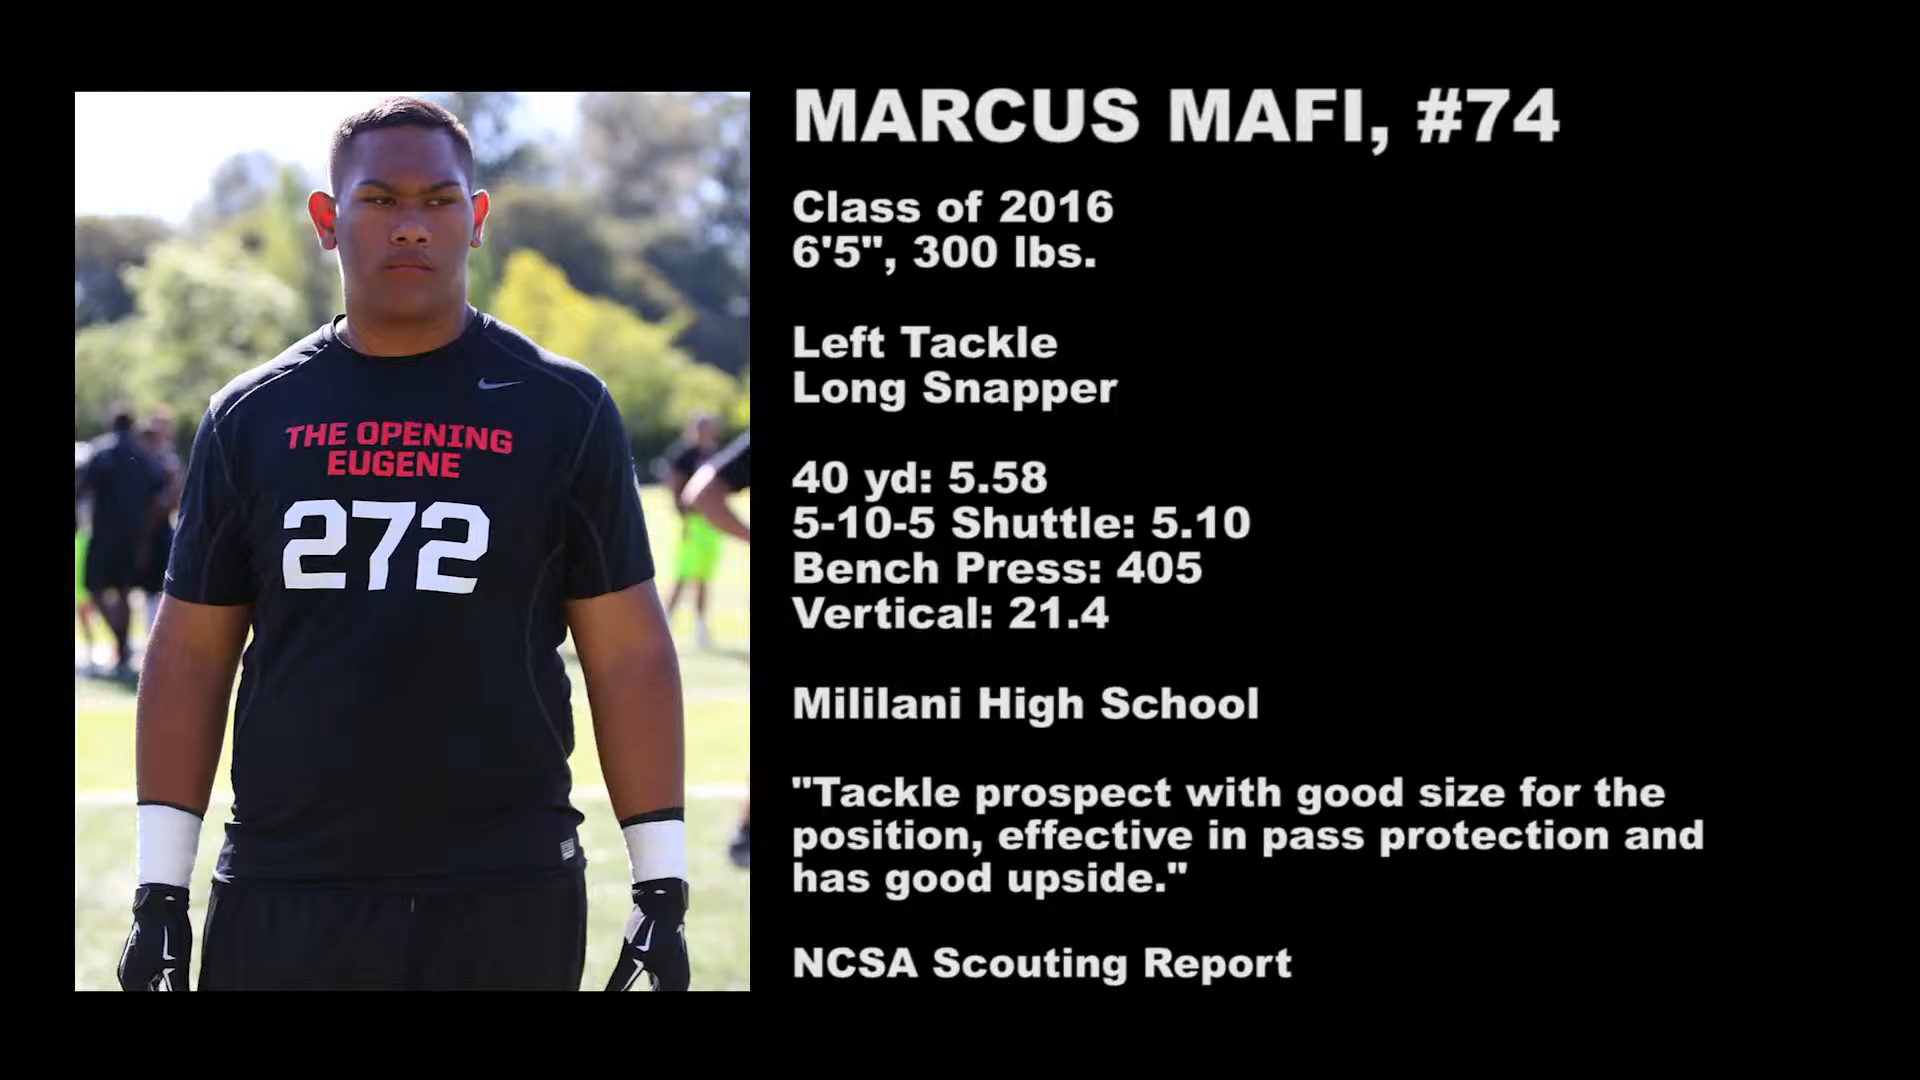 MARCUS MAFI, #74
Class of 2016
6'5", 300 lbs.
Left Tackle
Long Snapper
40 yd: 5.58
5-10-5 Shuttle: 5.10
Bench Press: 405
Vertical: 21.4
Mililani High School
"Tackle prospect with good size for the
position, effective in pass protection and
has good upside."
NCSA Scouting Report
THE OPENING
EUGENE
272